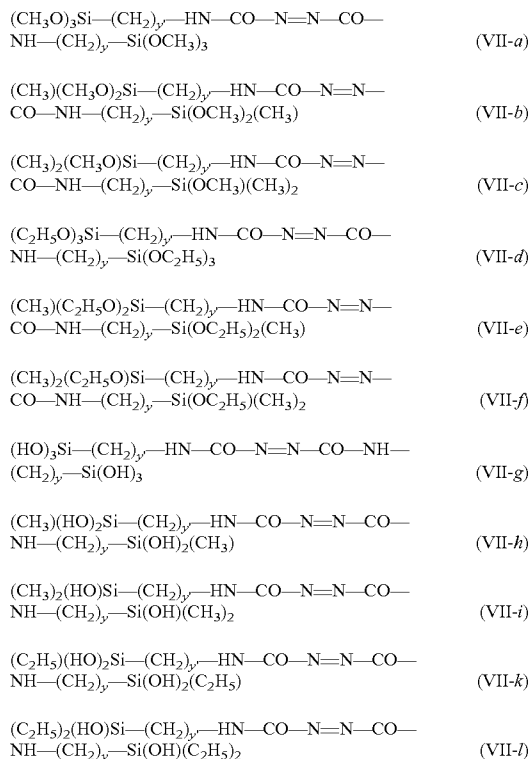 (CH₃O)₃Si—(CH₂)y—HN—CO—N=N—CO—
NH—(CH₂)y—Si(OCH₃)₃ (VII-a)
(CH₃)(CH₃O)₂Si—(CH₂)y—HN—CO—N=N—
CO—NH—(CH₂)y—Si(OCH₃)₂(CH₃) (VII-b)
(CH₃)₂(CH₃O)Si—(CH₂)y—HN—CO—N=N—
CO—NH—(CH₂)y—Si(OCH₃)(CH₃)₂ (VII-c)
(C₂H₅O)₃Si—(CH₂)y—HN—CO—N=N—CO—
NH—(CH₂)y—Si(OC₂H₅)₃ (VII-d)
(CH₃)(C₂H₅O)₂Si—(CH₂)y—HN—CO—N=N—
CO—NH—(CH₂)y—Si(OC₂H₅)₂(CH₃) (VII-e)
(CH₃)₂(C₂H₅O)Si—(CH₂)y—HN—CO—N=N—
CO—NH—(CH₂)y—Si(OC₂H₅)(CH₃)₂ (VII-f)
(HO)₃Si—(CH₂)y—HN—CO—N=N—CO—NH—
(CH₂)y—Si(OH)₃ (VII-g)
(CH₃)(HO)₂Si—(CH₂)y—HN—CO—N=N—CO—
NH—(CH₂)y—Si(OH)₂(CH₃) (VII-h)
(CH₃)₂(HO)Si—(CH₂)y—HN—CO—N=N—CO—
NH—(CH₂)y—Si(OH)(CH₃)₂ (VII-i)
(C₂H₅)(HO)₂Si—(CH₂)y—HN—CO—N=N—CO—
NH—(CH₂)y—Si(OH)₂(C₂H₅) (VII-k)
(C₂H₅)₂(HO)Si—(CH₂)y—HN—CO—N=N—CO—
NH—(CH₂)y—Si(OH)(C₂H₅)₂ (VII-l)